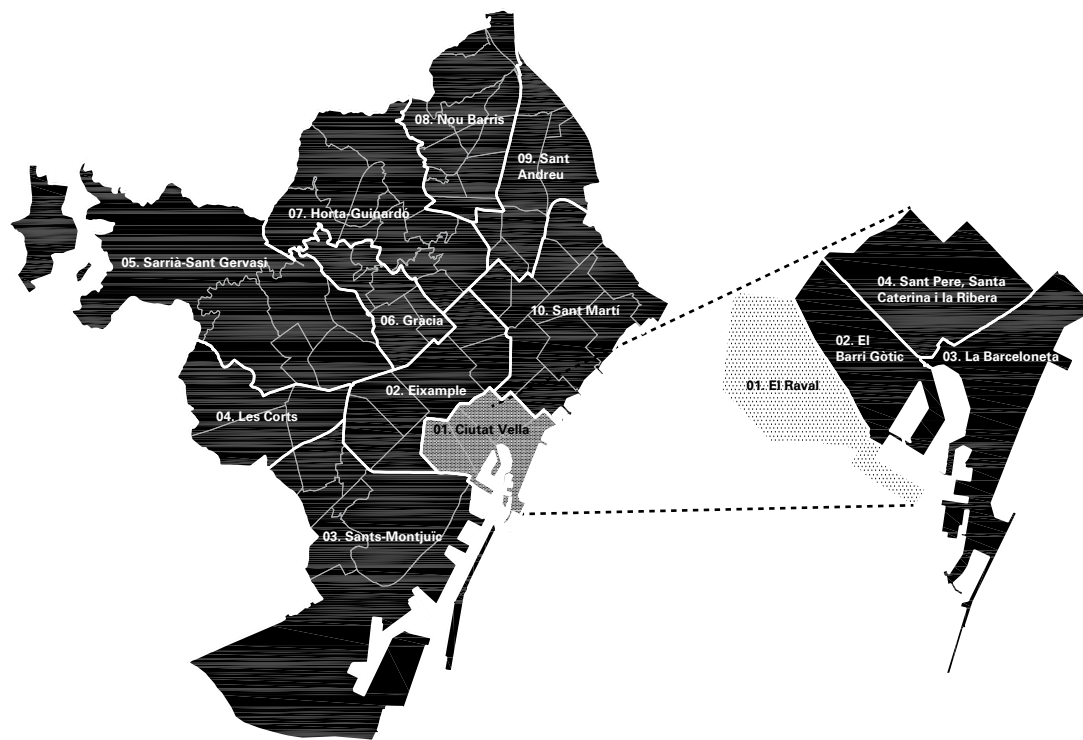 08. Nou Barris
09. Sant
Andreu
07. Horta-Guinardó
05. Sarrià-Sant Gervasi
06. Gràcia
10. Sant Martí
02. Eixample
04. Les Corts
01. Ciutat Vella
03. Sants-Montjuïc
04. Sant Pere, Santa
Caterina i la Ribera
02. El
Barri Gòtic
03. La Barceloneta
01. El Raval